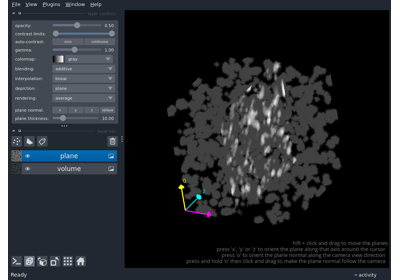 File View Plugins Window Help
opacity: 0.50
contrast limits:
auto-contrast: once continuous
gamma: 1.00
colormap: gray
blending: additive
interpolation: linear
depiction: plane
rendering: average
plane normal: x y z oblique
plane thickness: 10.00
plane
volume
shift + click and drag to move the planes
press 'x', 'y' or 'z' to orient the plane along that axis around the cursor
press 'o' to orient the plane normal along the camera view direction
press and hold 'o' then click and drag to make the plane normal follow the camera
Ready activity